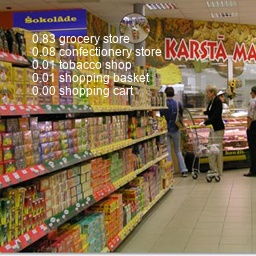 Šokolāde
KARSTĀ MA
0.83 grocery store
0.08 confectionery store
0.01 tobacco shop
0.01 shopping basket
0.00 shopping cart